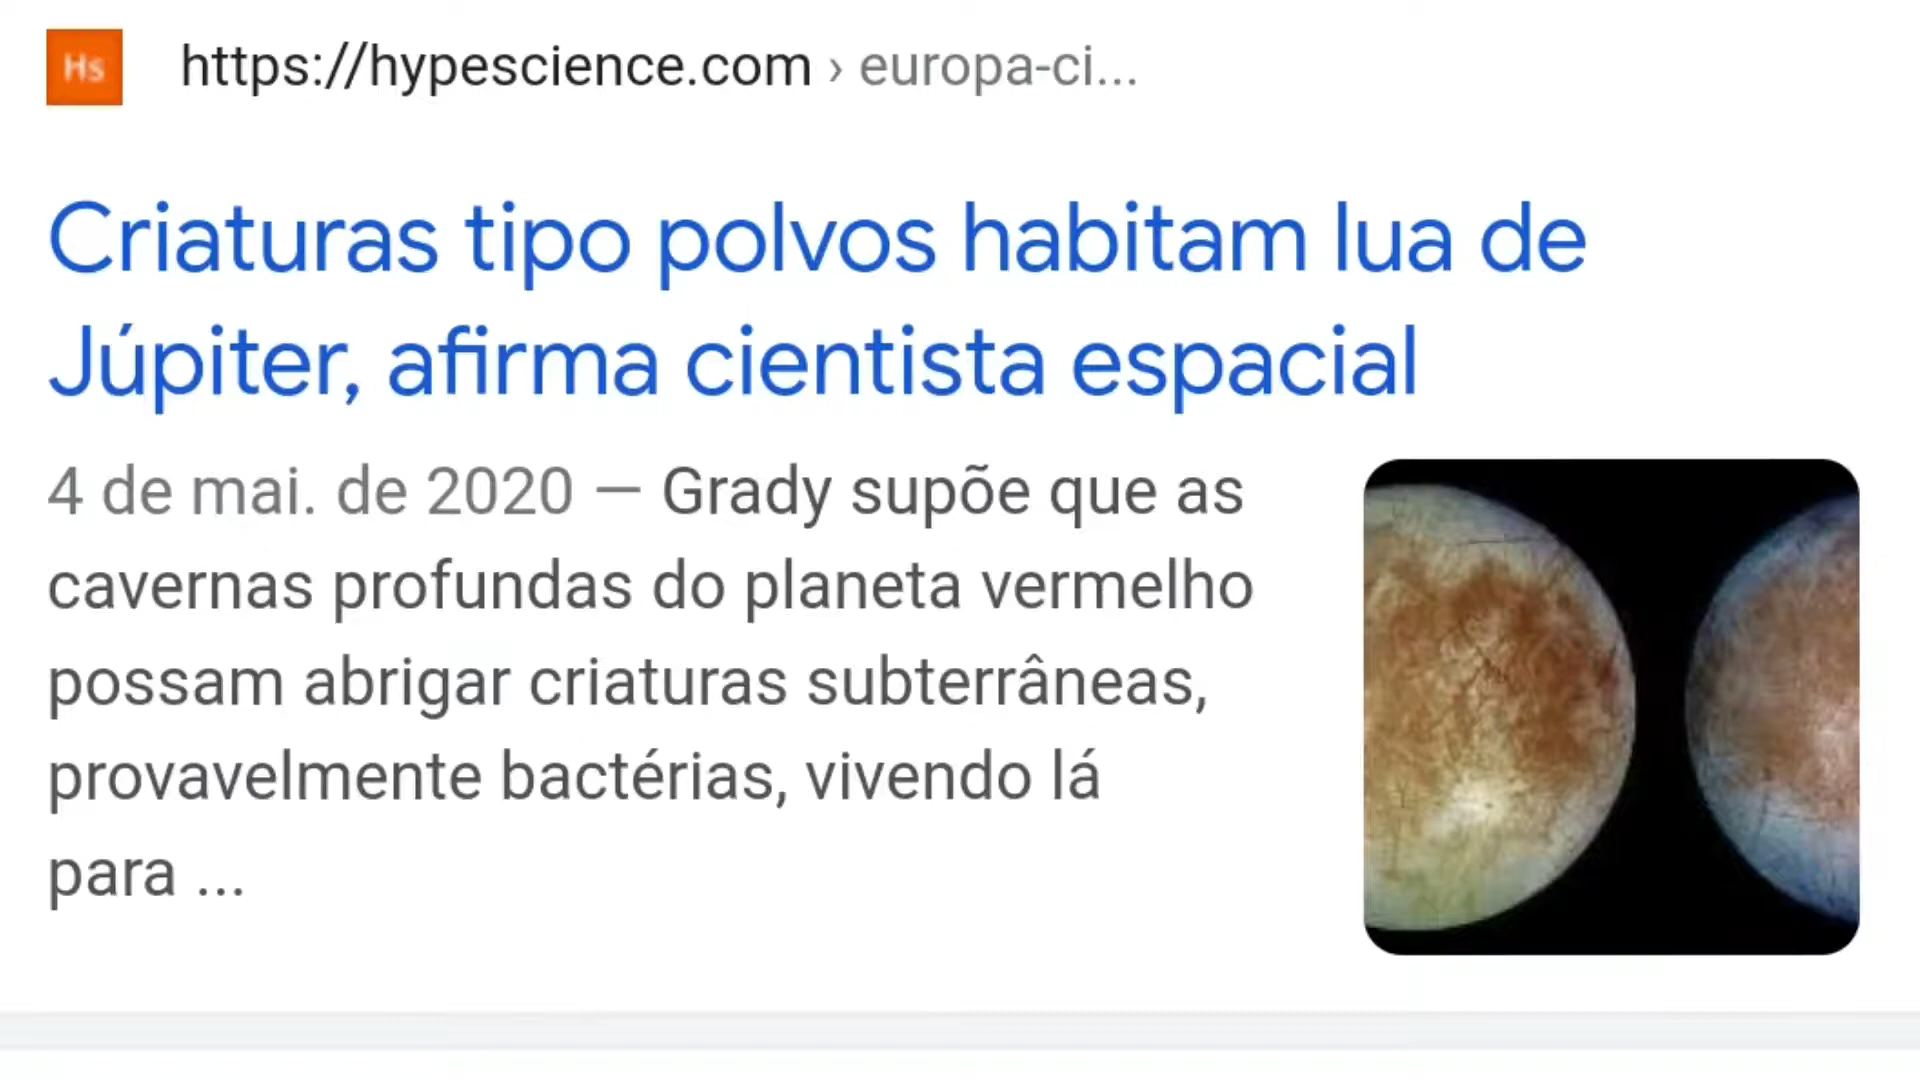 Hs
https://hypescience.com › europa-ci...
Criaturas tipo polvos habitam lua de
Júpiter, afirma cientista espacial
4 de mai. de 2020 — Grady supõe que as
cavernas profundas do planeta vermelho
possam abrigar criaturas subterrâneas,
provavelmente bactérias, vivendo lá
para ...